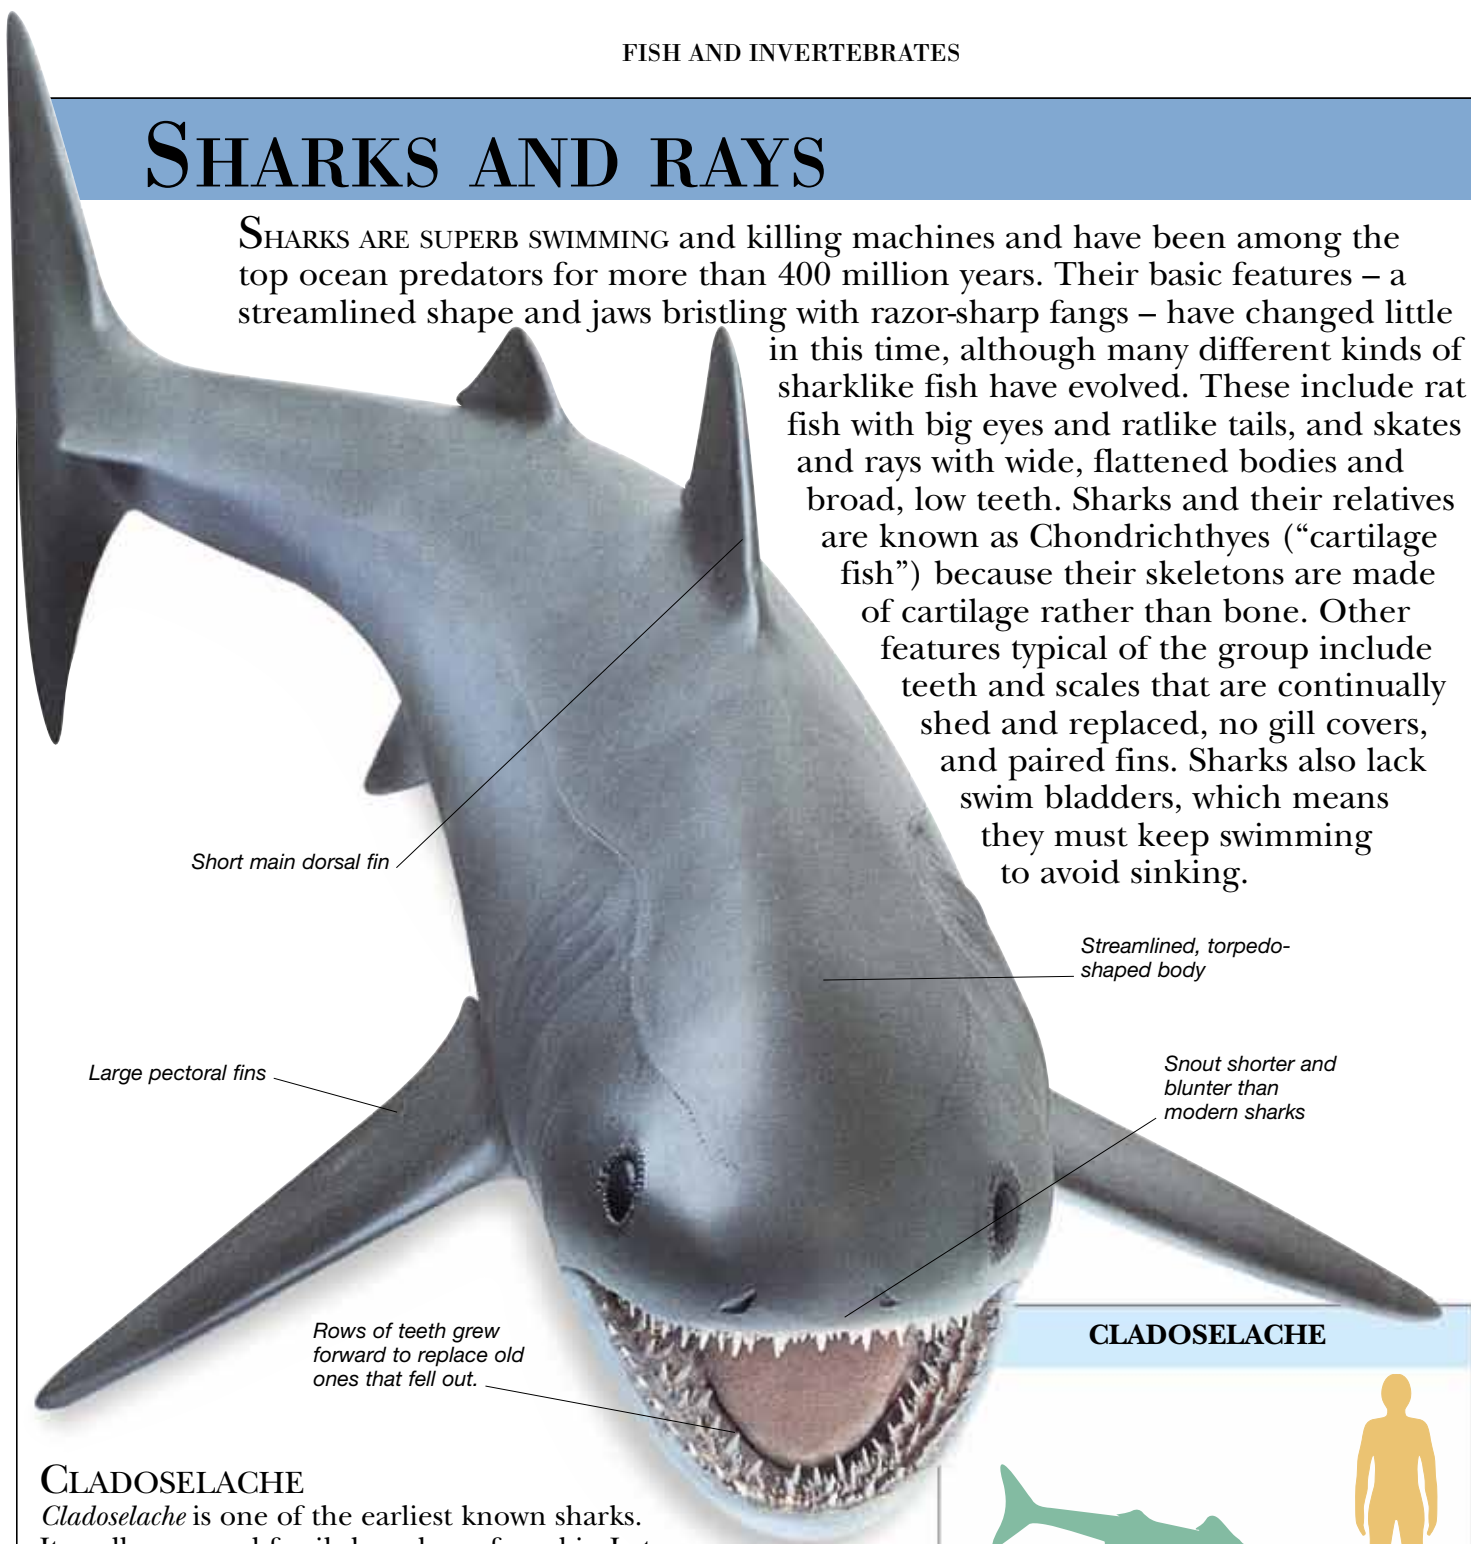 FISH AND INVERTEBRATES
SHARKS AND RAYS
SHARKS ARE SUPERB SWIMMING and killing machines and have been among the
top ocean predators for more than 400 million years. Their basic features – a
streamlined shape and jaws bristling with razor-sharp fangs – have changed little
in this time, although many different kinds of
sharklike fish have evolved. These include rat
fish with big eyes and ratlike tails, and skates
and rays with wide, flattened bodies and
broad, low teeth. Sharks and their relatives
are known as Chondrichthyes (“cartilage
fish”) because their skeletons are made
of cartilage rather than bone. Other
features typical of the group include
teeth and scales that are continually
shed and replaced, no gill covers,
and paired fins. Sharks also lack
swim bladders, which means
they must keep swimming
to avoid sinking.
Short main dorsal fin
Streamlined, torpedo-
shaped body
Large pectoral fins
Snout shorter and
blunter than
modern sharks
Rows of teeth grew
forward to replace old
ones that fell out.
CLADOSELACHE
CLADOSELACHE
Cladoselache is one of the earliest known sharks.